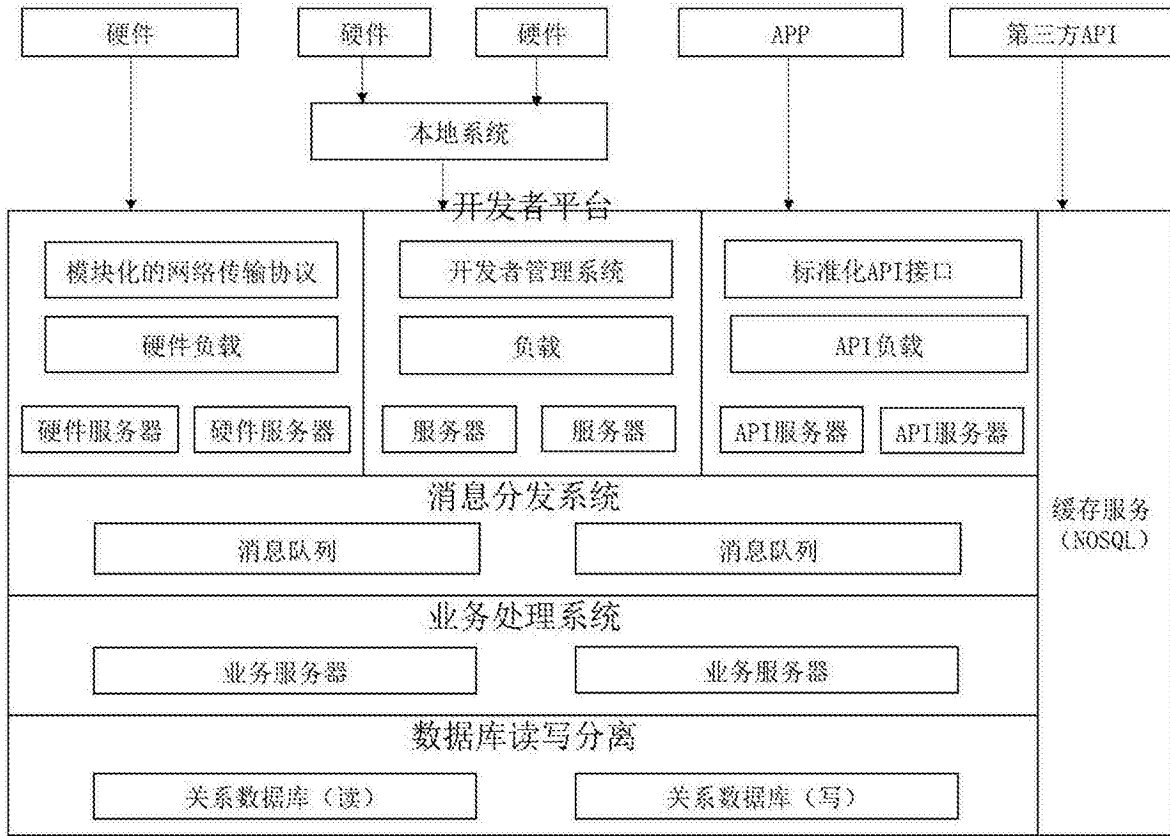 硬件
硬件
硬件
APP
第三方API
本地系统
开发者平台
模块化的网络传输协议
开发者管理系统
标准化API接口
硬件负载
负载
API负载
硬件服务器
硬件服务器
服务器
服务器
API服务器
API服务器
消息分发系统
消息队列
消息队列
缓存服务
（NOSQL）
业务处理系统
业务服务器
业务服务器
数据库读写分离
关系数据库（读）
关系数据库（写）